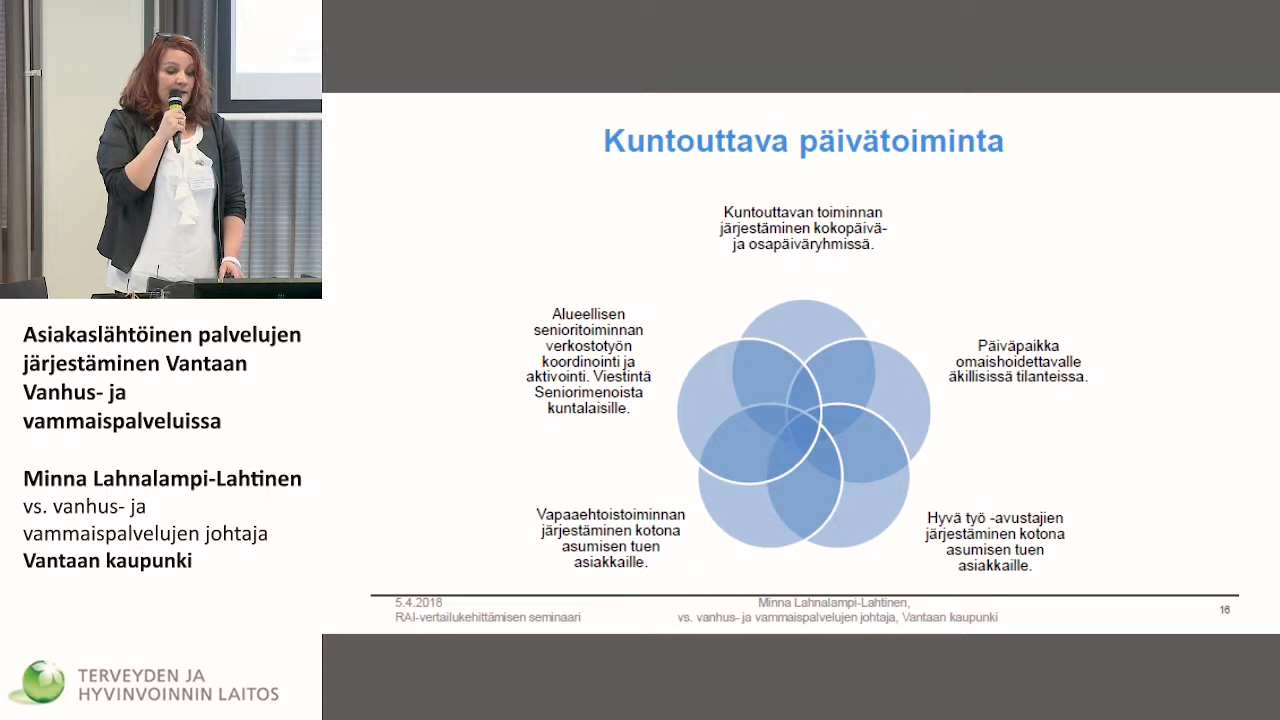 Asiakaslähtöinen palvelujen
järjestäminen Vantaan
Vanhus- ja
vammaispalveluissa
Minna Lahnalampi-Lahtinen
vs. vanhus- ja
vammaispalvelujen johtaja
Vantaan kaupunki
TERVEYDEN JA
HYVINVOINNIN LAITOS
Kuntouttava päivätoiminta
Kuntouttavan toiminnan
järjestäminen kokopäivä-
ja osapäiväryhmissä.
Alueellisen
senioritoiminnan
verkostotyön
koordinointi ja
aktivointi. Viestintä
Seniorimenoista
kuntalaisille.
Päiväpaikka
omaishoidettavalle
äkillisissä tilanteissa.
Vapaaehtoistoiminnan
järjestäminen kotona
asumisen tuen
asiakkaille.
Hyvä työ -avustajien
järjestäminen kotona
asumisen tuen
asiakkaille.
5.4.2018
RAI-vertailukehittämisen seminaari
Minna Lahnalampi-Lahtinen,
vs. vanhus- ja vammaispalvelujen johtaja, Vantaan kaupunki
16